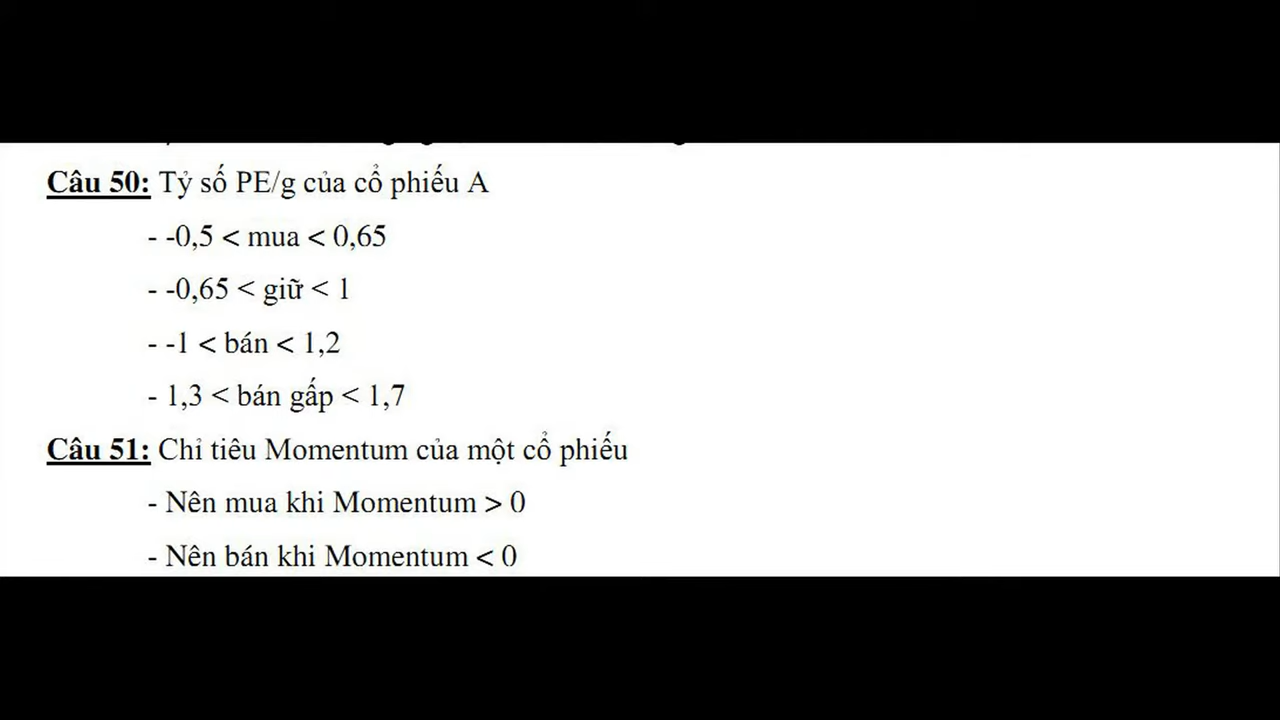 Câu 50: Tỷ số PE/g của cổ phiếu A
- -0,5 < mua < 0,65
- -0,65 < giữ < 1
- -1 < bán < 1,2
- 1,3 < bán gấp < 1,7
Câu 51: Chỉ tiêu Momentum của một cổ phiếu
- Nên mua khi Momentum > 0
- Nên bán khi Momentum < 0